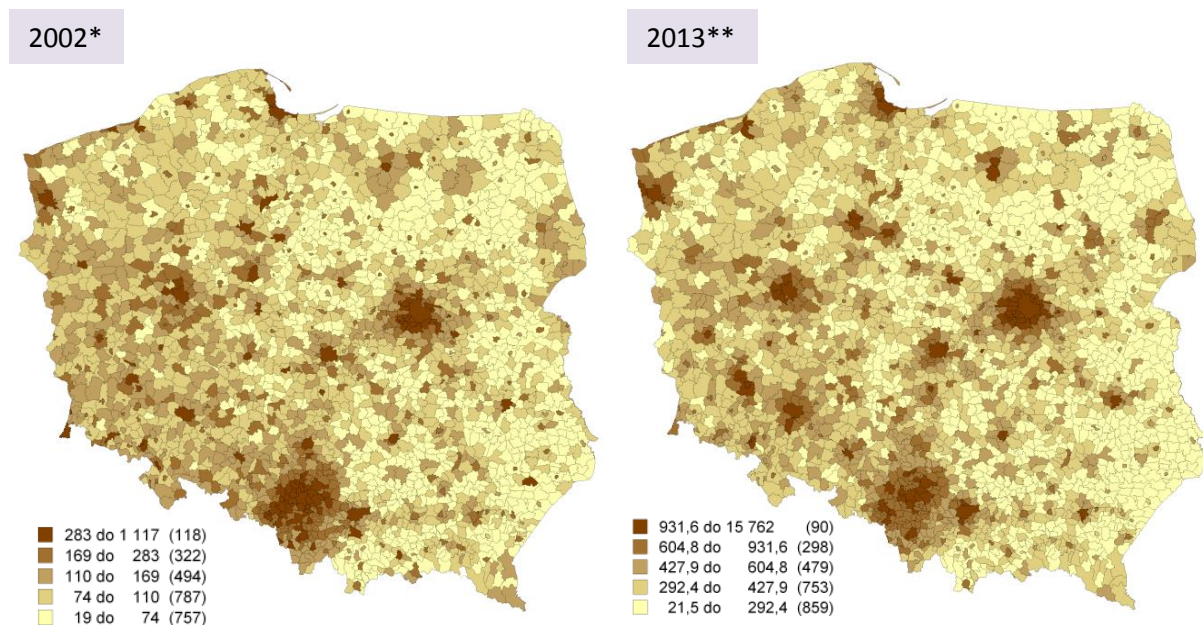 2002*
2013**
283 do 1 117 (118)
169 do 283 (322)
110 do 169 (494)
74 do 110 (787)
19 do 74 (757)
931,6 do 15 762 (90)
604,8 do 931,6 (298)
427,9 do 604,8 (479)
292,4 do 427,9 (753)
21,5 do 292,4 (859)